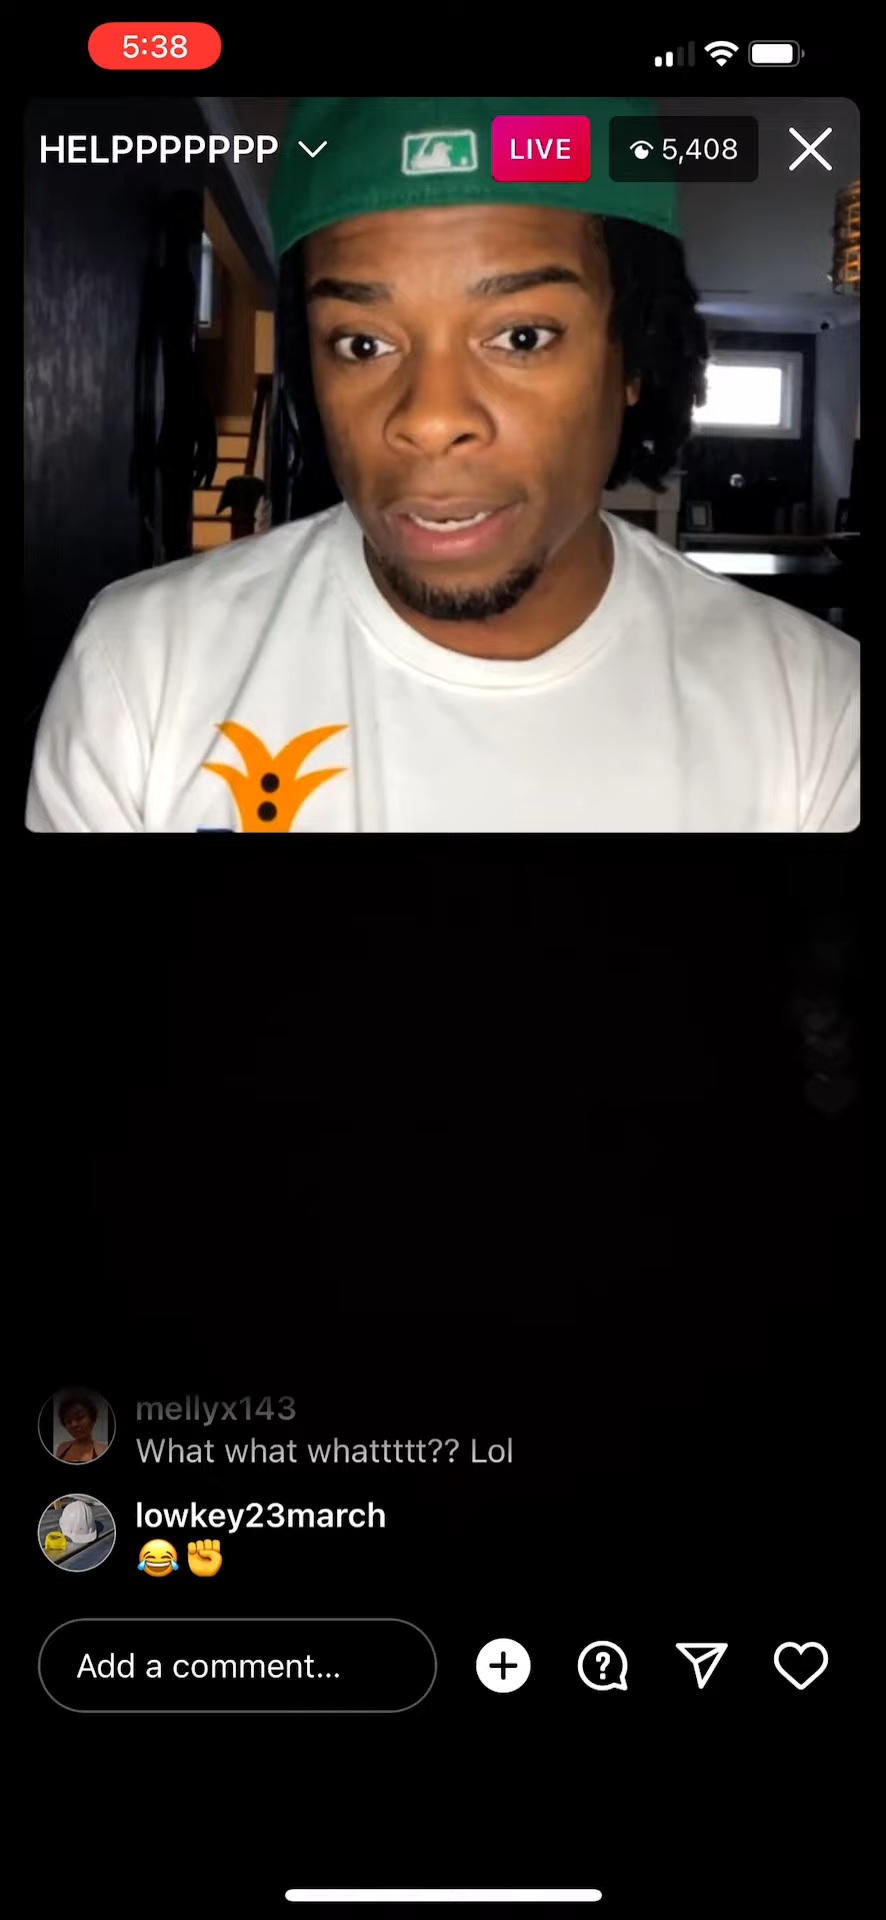 5:38
HELPPPPPPP
LIVE
5,408
mellyx143
What what whattttt?? Lol
lowkey23march
😂✊
Add a comment...